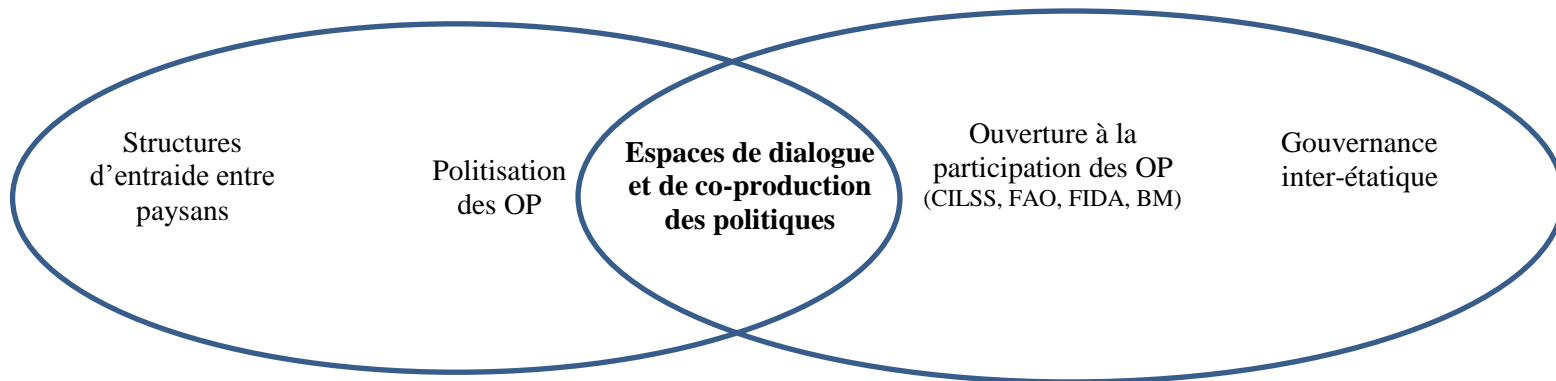 Structures
d’entraide entre
paysans
Politisation
des OP
Espaces de dialogue
et de co-production
des politiques
Ouverture à la
participation des OP
(CILSS, FAO, FIDA, BM)
Gouvernance
inter-étatique